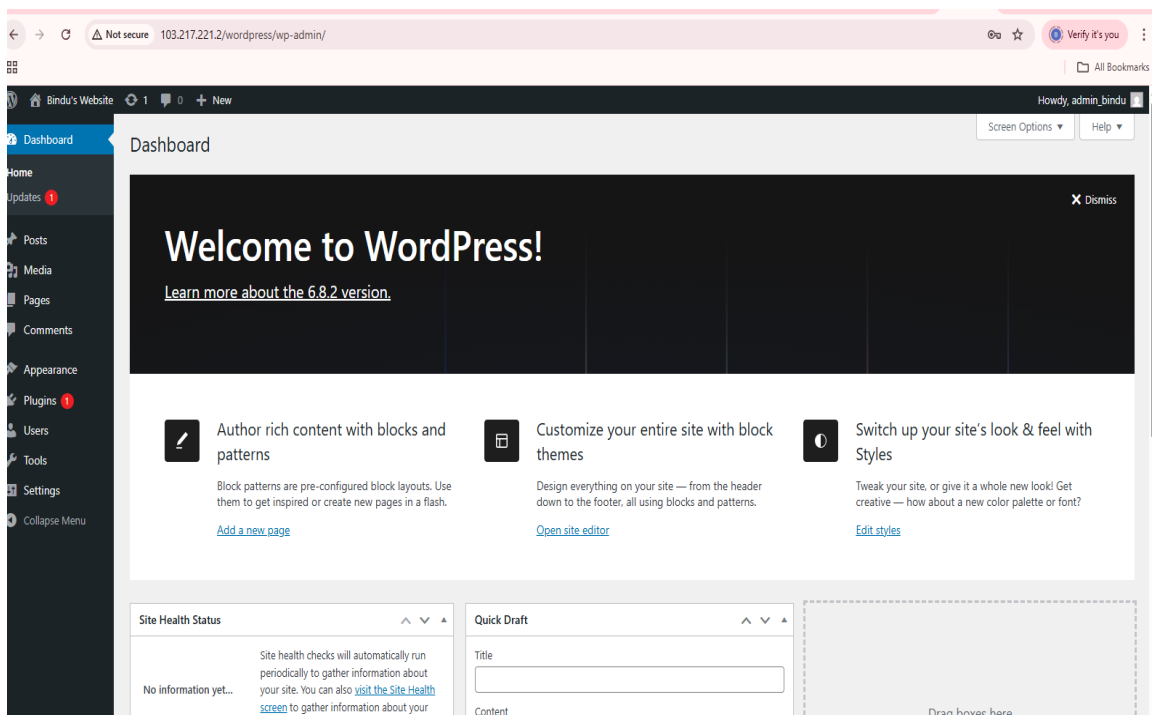 Not secure 103.217.221.2/wordpress/wp-admin/
Verify it's you
All Bookmarks
Bindu's Website 1 0 + New
Howdy, admin_bindu
Dashboard
Home
Updates 1
Posts
Media
Pages
Comments
Appearance
Plugins 1
Users
Tools
Settings
Collapse Menu
Dashboard
Screen Options ▼
Help ▼
Dismiss
Welcome to WordPress!
Learn more about the 6.8.2 version.
Author rich content with blocks and
patterns
Block patterns are pre-configured block layouts. Use
them to get inspired or create new pages in a flash.
Add a new page
Customize your entire site with block
themes
Design everything on your site — from the header
down to the footer, all using blocks and patterns.
Open site editor
Switch up your site's look & feel with
Styles
Tweak your site, or give it a whole new look! Get
creative — how about a new color palette or font?
Edit styles
Site Health Status
No information yet...
Site health checks will automatically run
periodically to gather information about
your site. You can also visit the Site Health
screen to gather information about your
Quick Draft
Title
Content
Drag boxes here